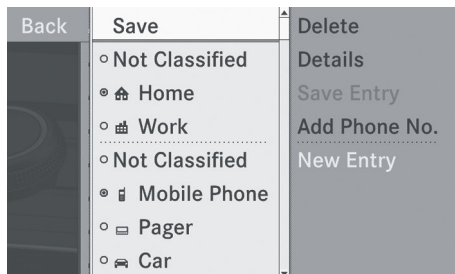 Back
Save
Not Classified
Home
Work
Not Classified
Mobile Phone
Pager
Car
Delete
Details
Save Entry
Add Phone No.
New Entry